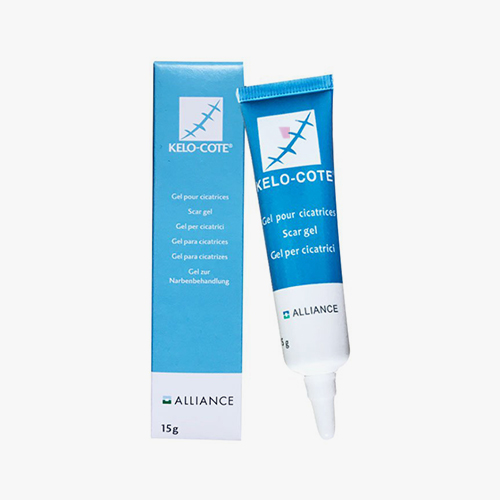 KELO-COTE®
Gel pour cicatrices
Scar gel
Gel per cicatrici
Gel para cicatrices
Gel para cicatrizes
Gel zur
Narbenbehandlung
ALLIANCE
15g
KELO-COTE
Gel pour cicatrices
Scar gel
Gel per cicatrici
ALLIANCE
5 g